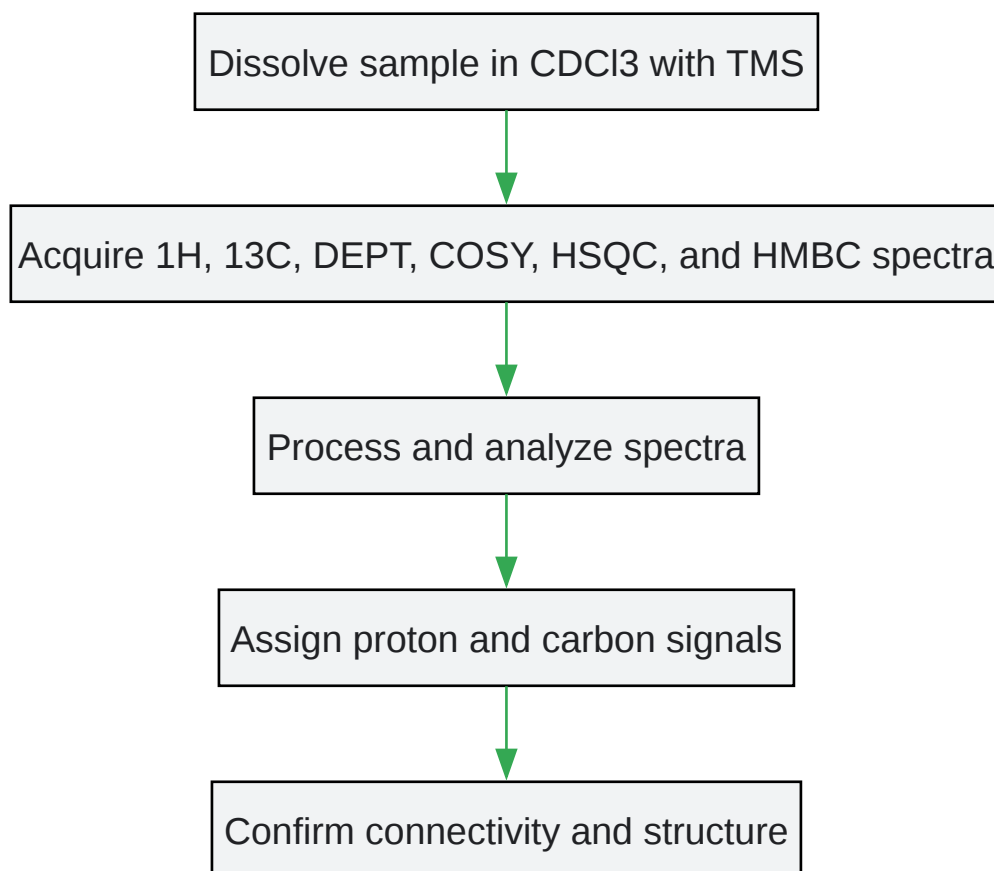 Dissolve sample in CDCl3 with TMS
Acquire 1H, 13C, DEPT, COSY, HSQC, and HMBC spectra
Process and analyze spectra
Assign proton and carbon signals
Confirm connectivity and structure